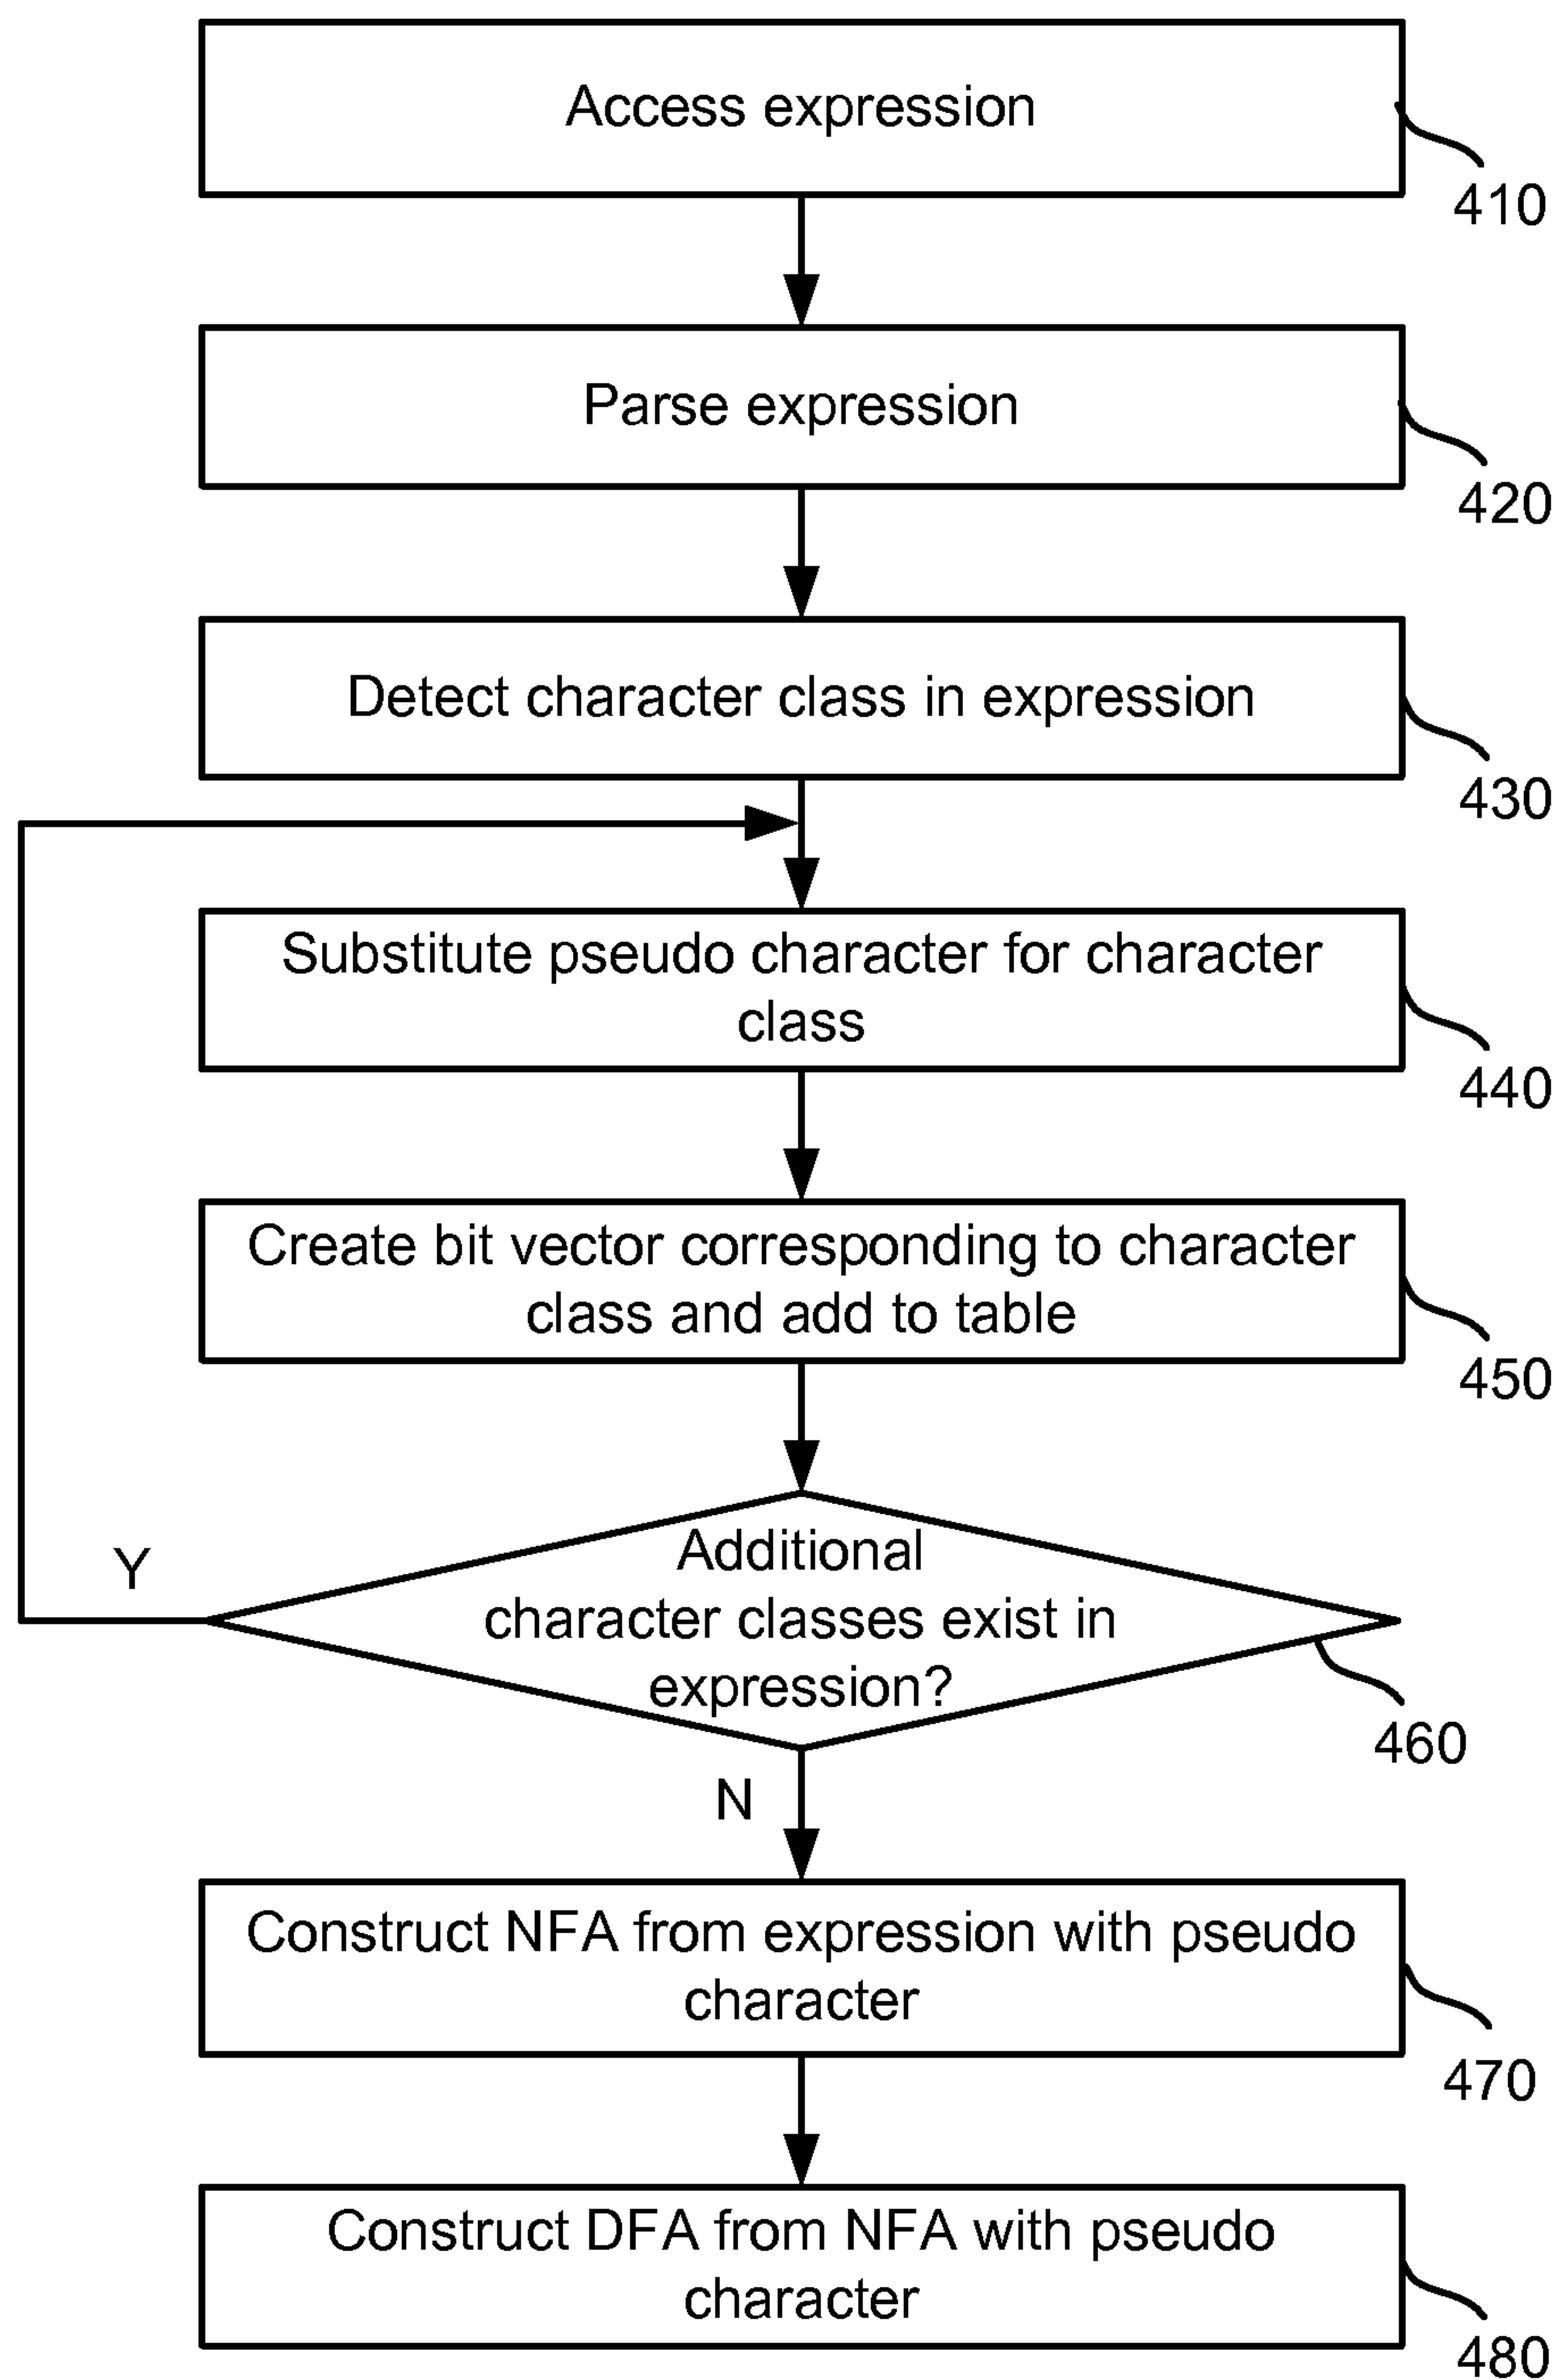 Access expression
410
Parse expression
420
Detect character class in expression
430
Substitute pseudo character for character
class
440
Create bit vector corresponding to character
class and add to table
450
Additional
character classes exist in
expression?
Y
460
N
Construct NFA from expression with pseudo
character
470
Construct DFA from NFA with pseudo
character
480